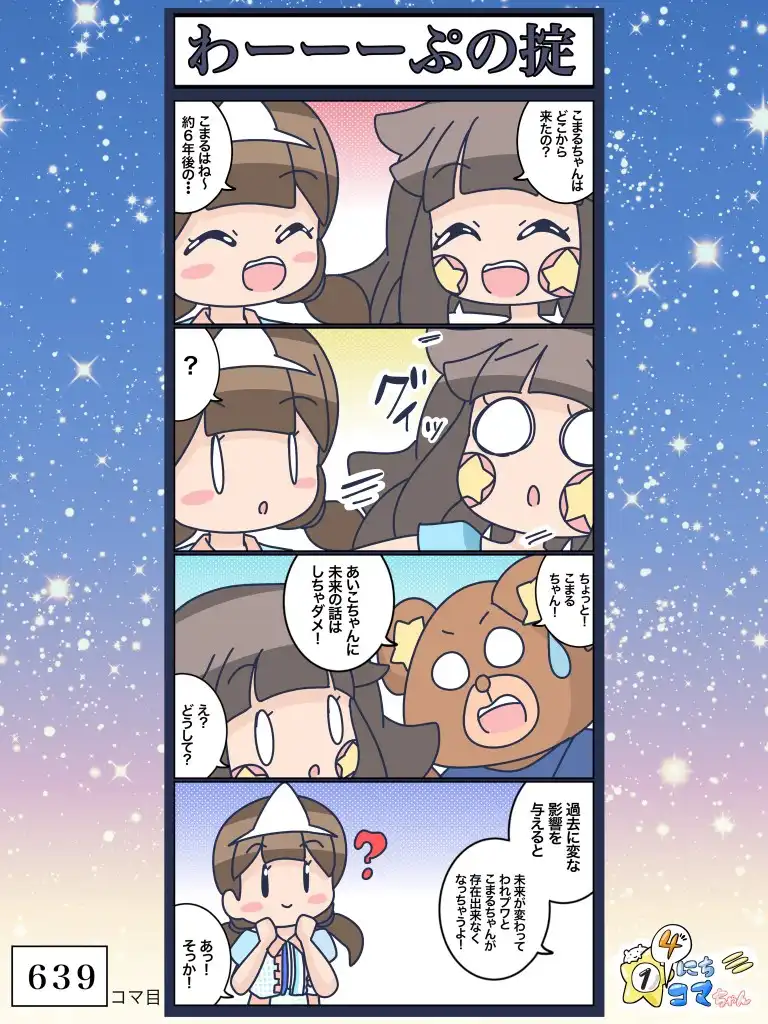 わーーーぷの掟
こまるちゃんは
どこから
来たの?
こまるはね〜
約6年後の…
グィッ
?
ちょっと!
こまる
ちゃん!
あいこちゃんに
未来の話は
しちゃダメ!
え?
どうして?
過去に変な
影響を
与えると
未来が変わって
われプワと
こまるちゃんが
存在出来なく
なっちゃうよ!
?
あっ!
そっか!
639
コマ目
1にち
4コマちゃん